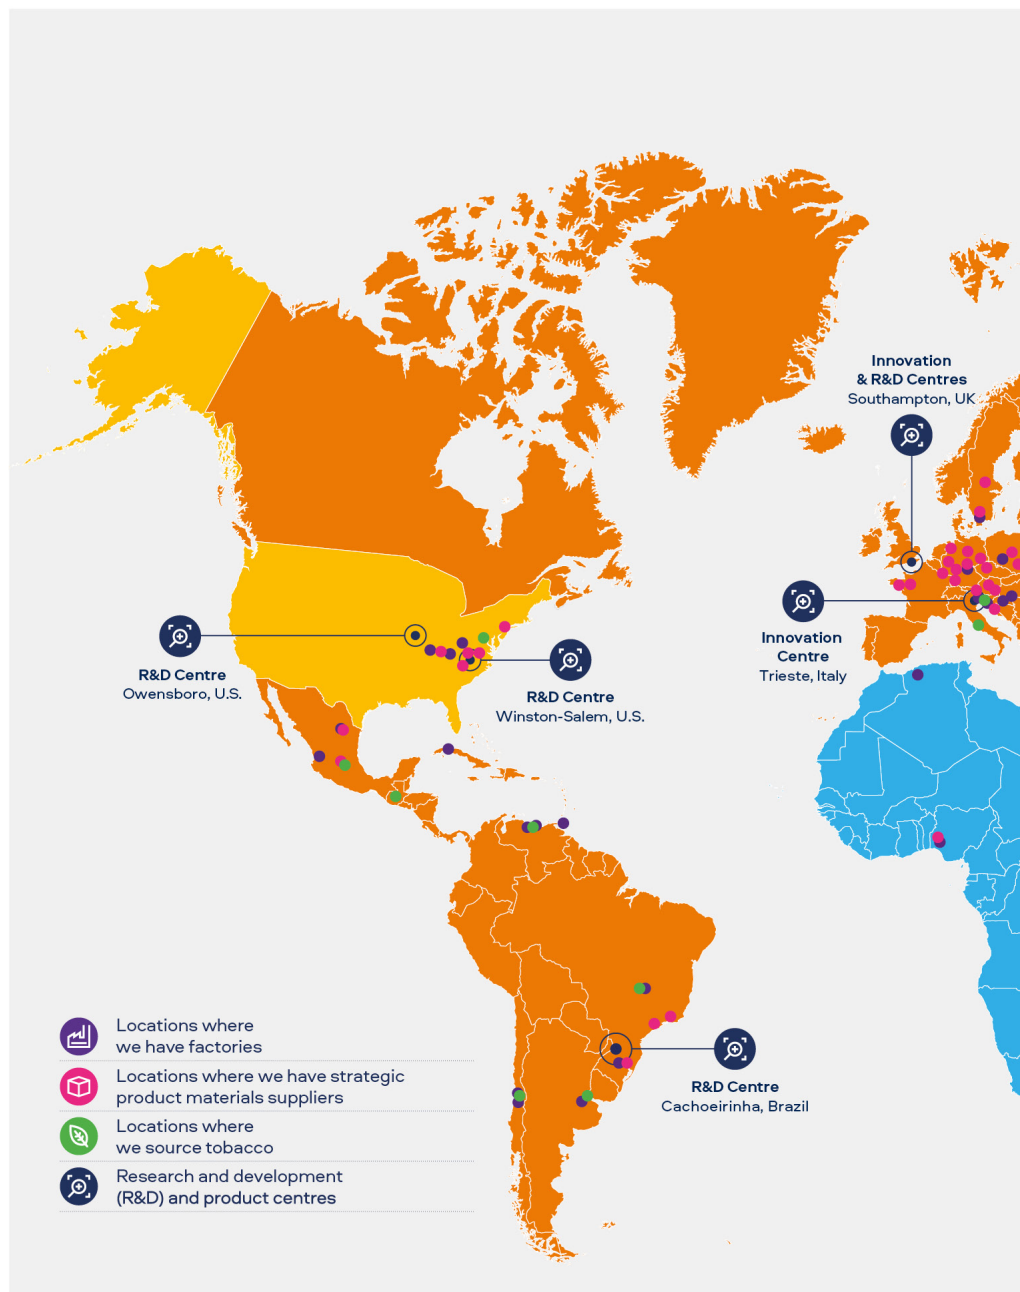 Innovation
& R&D Centres
Southampton, UK
Innovation
Centre
Trieste, Italy
R&D Centre
Owensboro, U.S.
R&D Centre
Winston-Salem, U.S.
R&D Centre
Cachoeirinha, Brazil
Locations where
we have factories
Locations where we have strategic
product materials suppliers
Locations where
we source tobacco
Research and development
(R&D) and product centres